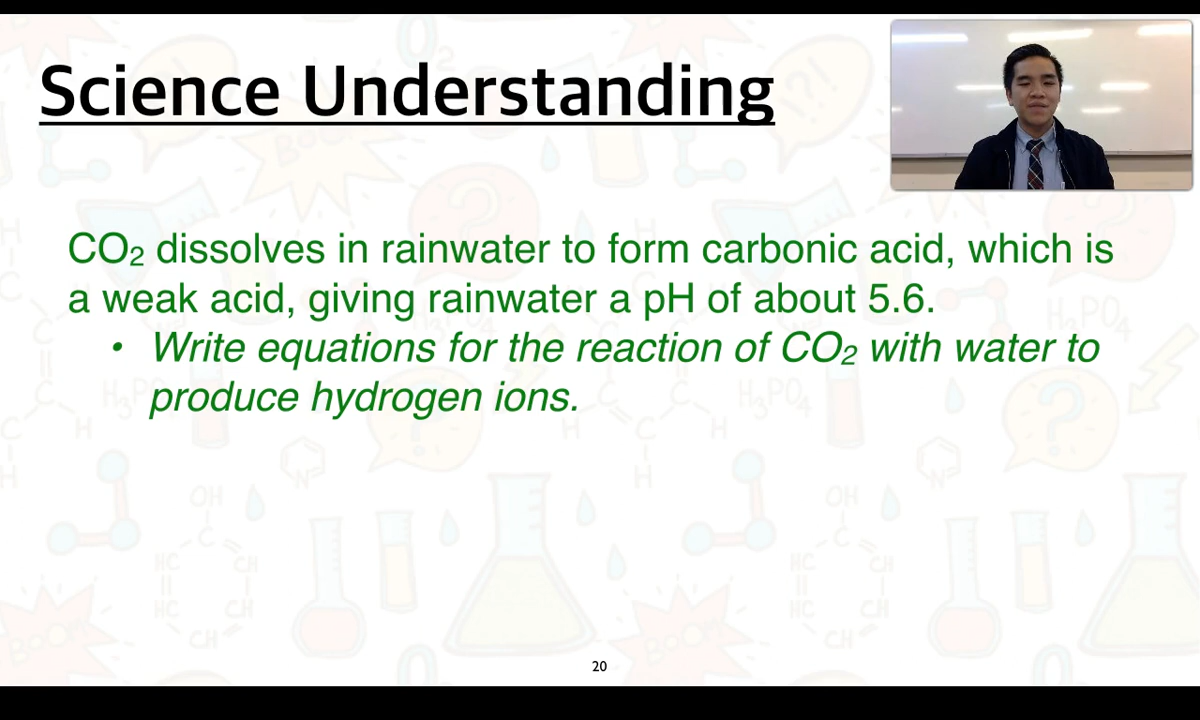 Science Understanding
CO₂ dissolves in rainwater to form carbonic acid, which is
a weak acid, giving rainwater a pH of about 5.6.
• Write equations for the reaction of CO₂ with water to
produce hydrogen ions.
20